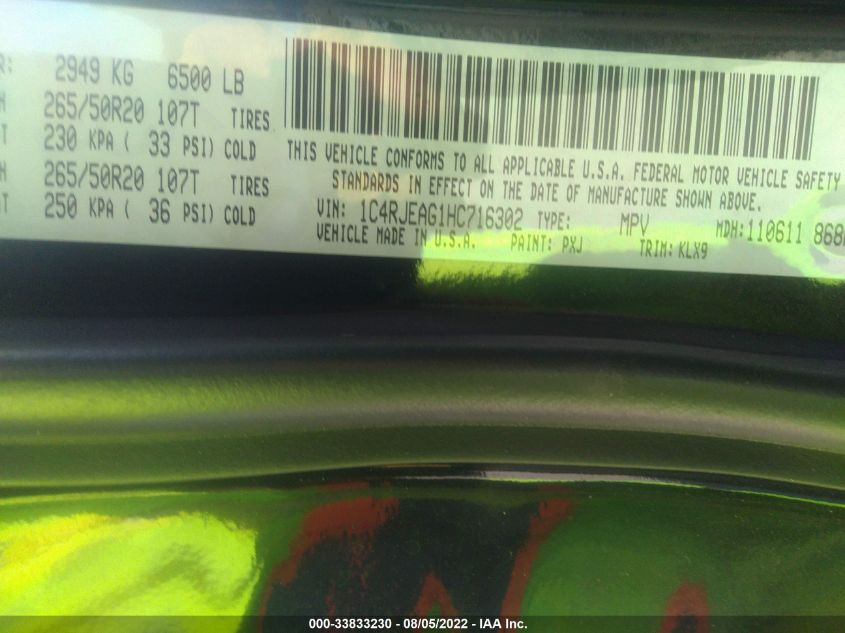 R: 2949 KG 6500 LB
265/50R20 107T TIRES
T 230 KPA ( 33 PSI) COLD
H 265/50R20 107T TIRES
NT 250 KPA ( 36 PSI) COLD
THIS VEHICLE CONFORMS TO ALL APPLICABLE U.S.A. FEDERAL MOTOR VEHICLE SAFETY
STANDARDS IN EFFECT ON THE DATE OF MANUFACTURE SHOWN ABOVE.
VIN: 1C4RJEAG1HC716302 TYPE: MPV MDH:110611 868
VEHICLE MADE IN U.S.A. PAINT: PXJ TRIM: KLX9
000-33833230 - 08/05/2022 - IAA Inc.